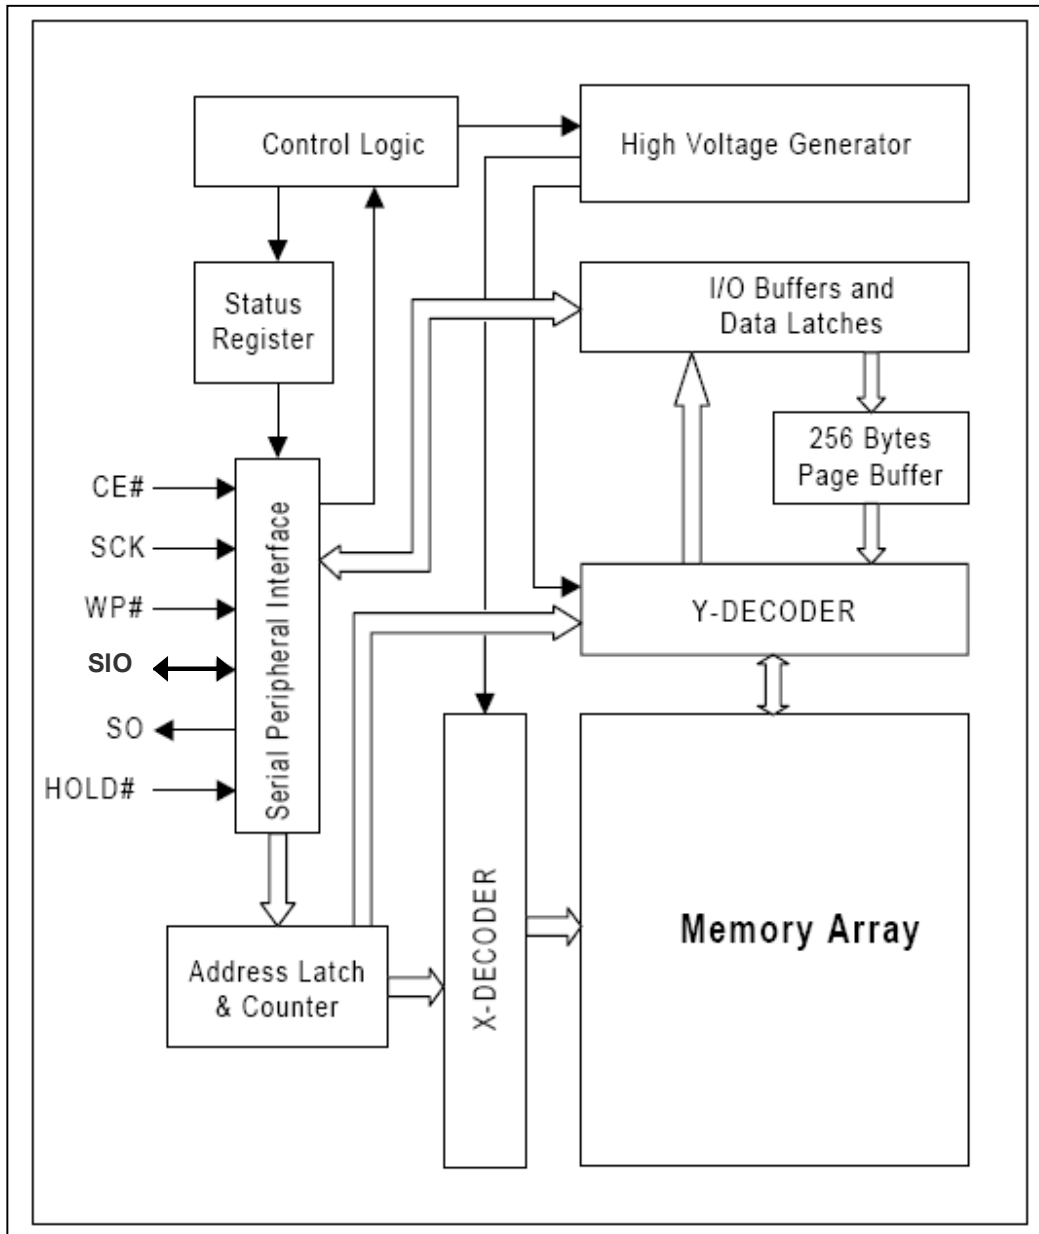 Control Logic
High Voltage Generator
Status
Register
I/O Buffers and
Data Latches
256 Bytes
Page Buffer
CE#
SCK
WP#
SIO
SO
HOLD#
Serial Peripheral Interface
Y-DECODER
Address Latch
& Counter
X-DECODER
Memory Array